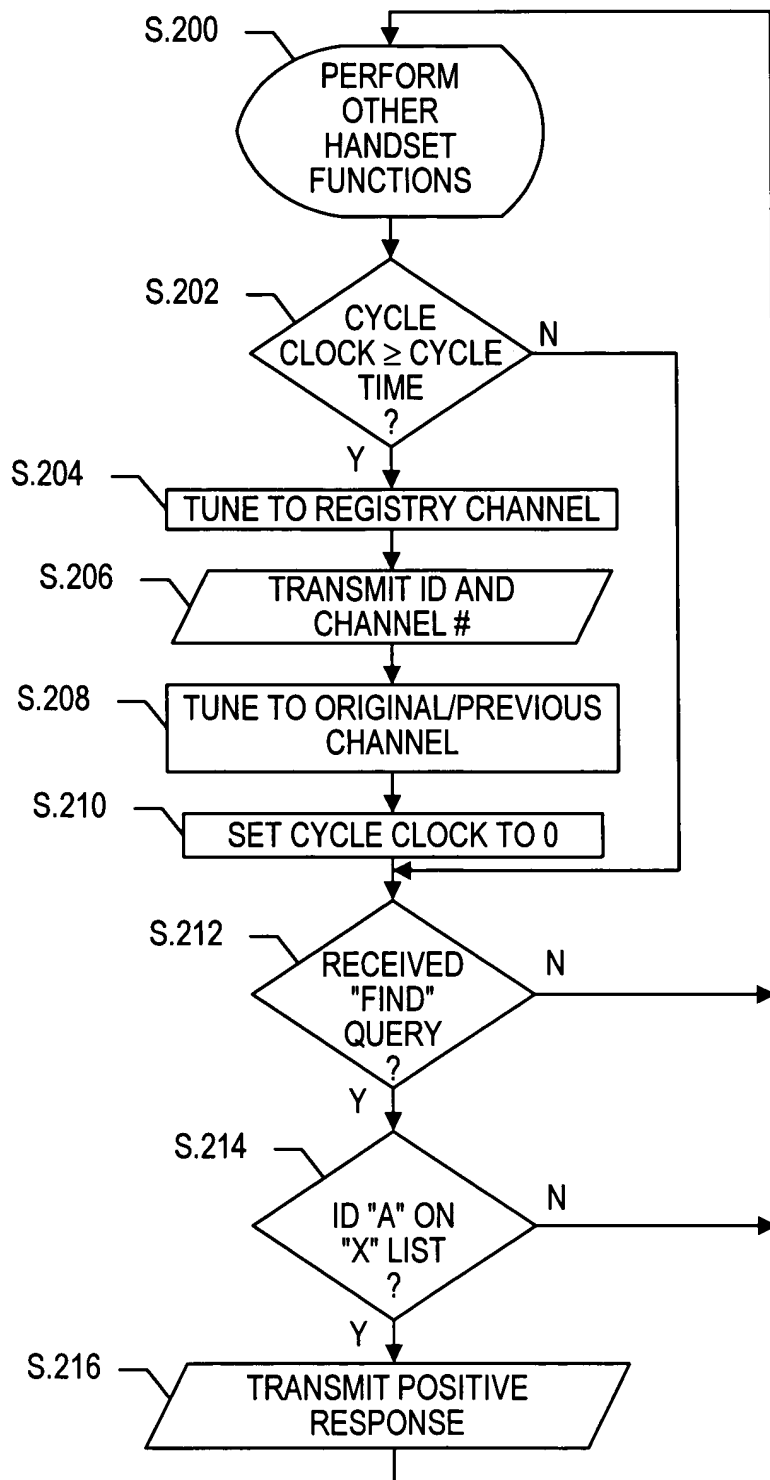 S.200
PERFORM
OTHER
HANDSET
FUNCTIONS
S.202
CYCLE
CLOCK ≥ CYCLE
TIME
?
N
Y
S.204
TUNE TO REGISTRY CHANNEL
S.206
TRANSMIT ID AND
CHANNEL #
S.208
TUNE TO ORIGINAL/PREVIOUS
CHANNEL
S.210
SET CYCLE CLOCK TO 0
S.212
RECEIVED
"FIND"
QUERY
?
N
Y
S.214
ID "A" ON
"X" LIST
?
N
Y
S.216
TRANSMIT POSITIVE
RESPONSE